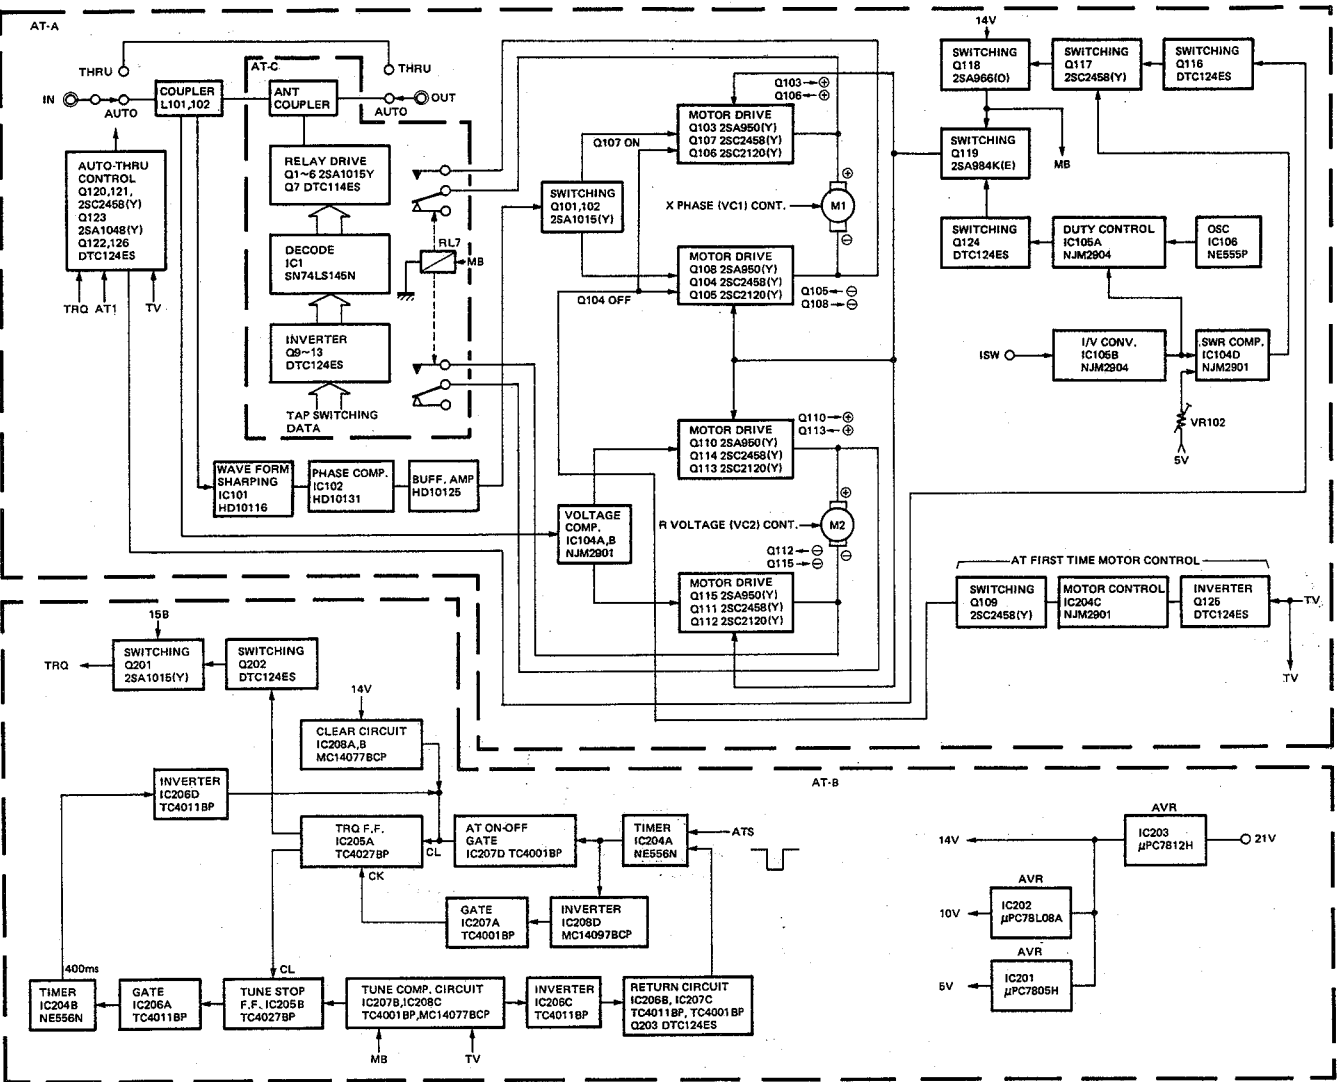 AT-A
THRU
THRU
IN
AUTO
COUPLER
L101, 102
AT-C
ANT
COUPLER
AUTO
OUT
AUTO-THRU
CONTROL
Q120,121,
2SC2458(Y)
Q123
2SA1048(Y)
Q122,126
DTC124ES
TRQ
AT1
TV
RELAY DRIVE
Q1~6 2SA1015Y
Q7 DTC114ES
DECODE
IC1
SN74LS145N
INVERTER
Q9~13
DTC124ES
TAP SWITCHING
DATA
RL7
MB
WAVE FORM
SHARPING
IC101
HD10116
PHASE COMP.
IC102
HD10131
BUFF. AMP
HD10125
SWITCHING
Q101,102
2SA1015(Y)
Q107 ON
Q104 OFF
Q103 ⊕
Q106 ⊕
MOTOR DRIVE
Q103 2SA950(Y)
Q107 2SC2458(Y)
Q106 2SC2120(Y)
X PHASE (VC1) CONT.
⊕
M1
⊖
MOTOR DRIVE
Q108 2SA950(Y)
Q104 2SC2458(Y)
Q105 2SC2120(Y)
Q105 ⊖
Q108 ⊖
MOTOR DRIVE
Q110 2SA950(Y)
Q114 2SC2458(Y)
Q113 2SC2120(Y)
Q110 ⊕
Q113 ⊕
VOLTAGE
COMP.
IC104A, B
NJM2901
R VOLTAGE (VC2) CONT.
⊕
M2
⊖
Q112 ⊖
Q115 ⊖
MOTOR DRIVE
Q115 2SA950(Y)
Q111 2SC2458(Y)
Q112 2SC2120(Y)
14V
SWITCHING
Q118
2SA966(O)
SWITCHING
Q117
2SC2458(Y)
SWITCHING
Q116
DTC124ES
SWITCHING
Q119
2SA984K(E)
MB
SWITCHING
Q124
DTC124ES
DUTY CONTROL
IC105A
NJM2904
OSC
IC106
NE555P
ISW
I/V CONV.
IC105B
NJM2904
SWR COMP.
IC104D
NJM2901
VR102
5V
AT FIRST TIME MOTOR CONTROL
SWITCHING
Q109
2SC2458(Y)
MOTOR CONTROL
IC204C
NJM2901
INVERTER
Q125
DTC124ES
TV
TV
15B
TRQ
SWITCHING
Q201
2SA1015(Y)
SWITCHING
Q202
DTC124ES
14V
CLEAR CIRCUIT
IC208A,B
MC14077BCP
INVERTER
IC206D
TC4011BP
AT-B
TRQ F.F.
IC205A
TC4027BP
CL
CK
AT ON-OFF
GATE
IC207D TC4001BP
TIMER
IC204A
NE556N
ATS
GATE
IC207A
TC4001BP
INVERTER
IC208D
MC14097BCP
400ms
TIMER
IC204B
NE556N
GATE
IC206A
TC4011BP
CL
TUNE STOP
F.F. IC205B
TC4027BP
TUNE COMP. CIRCUIT
IC207B,IC208C
TC4001BP,MC14077BCP
MB
TV
INVERTER
IC206C
TC4011BP
RETURN CIRCUIT
IC206B, IC207C
TC4011BP, TC4001BP
Q203 DTC124ES
14V
AVR
IC203
μPC7812H
21V
10V
AVR
IC202
μPC78L08A
5V
AVR
IC201
μPC7805H